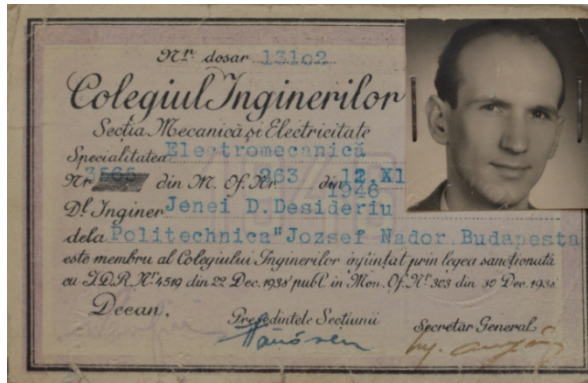 Nr. dosar 13102
Colegiul Inginerilor
Secția Mecanică și Electricitate
Specialitatea Electromecanică
Nr 3565 din M. Of. Nr. 263 din 12.XI 1946
Dl. Inginer Jenei D.Desideriu
dela Politechnica "Jozsef Nador.Budapesta
este membru al Colegiului Inginerilor înființat prin legea sancționată
cu I.D.R. Nr. 4519 din 22 Dec. 1938 publ. in Mon. Of. Nr. 303 din 30 Dec. 1938
Decan,
Președintele Secțiunii
Secretar General